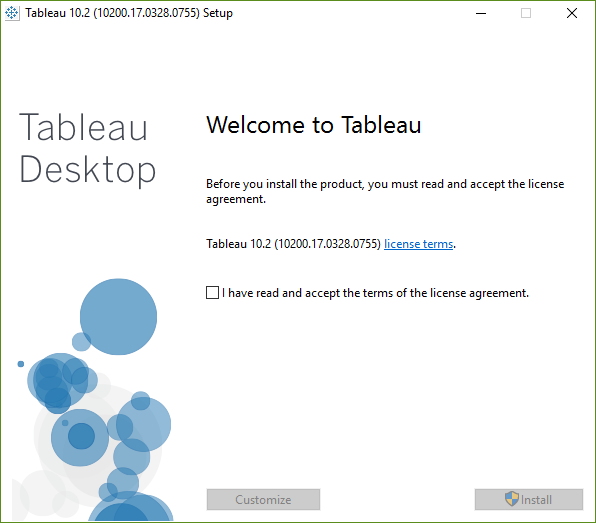 Tableau 10.2 (10200.17.0328.0755) Setup
Tableau
Desktop
Welcome to Tableau
Before you install the product, you must read and accept the license
agreement.
Tableau 10.2 (10200.17.0328.0755) license terms.
I have read and accept the terms of the license agreement.
Customize
Install